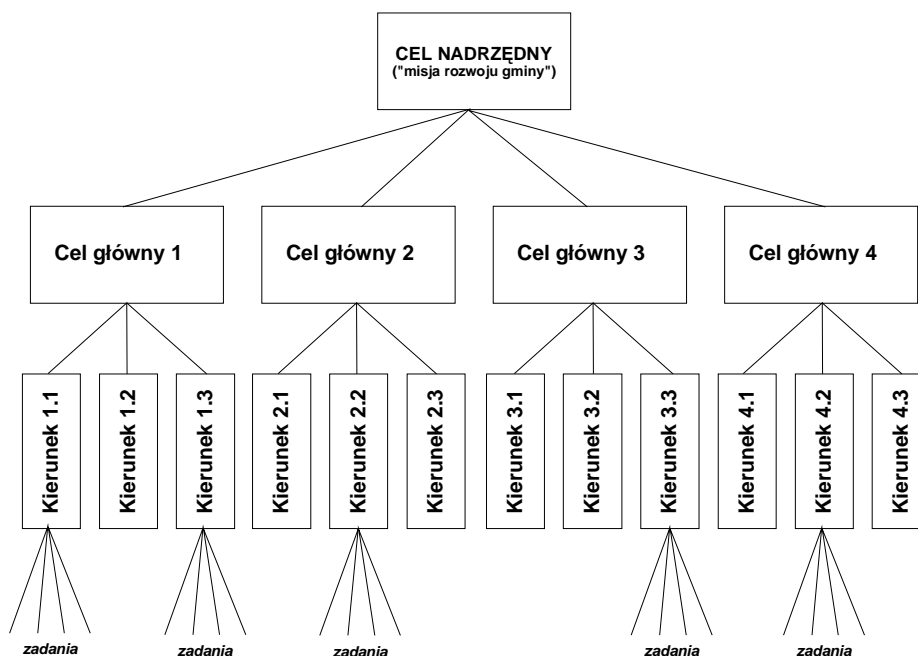 CEL NADRZĘDNY
("misja rozwoju gminy")
Cel główny 1
Cel główny 2
Cel główny 3
Cel główny 4
Kierunek 1.1
Kierunek 1.2
Kierunek 1.3
Kierunek 2.1
Kierunek 2.2
Kierunek 2.3
Kierunek 3.1
Kierunek 3.2
Kierunek 3.3
Kierunek 4.1
Kierunek 4.2
Kierunek 4.3
zadania
zadania
zadania
zadania
zadania